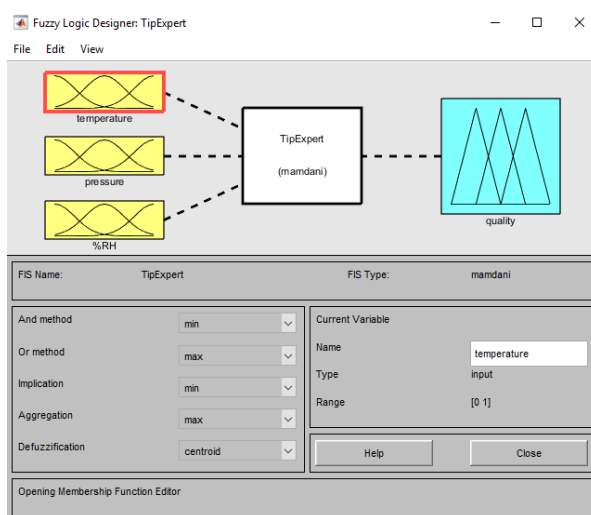 Fuzzy Logic Designer: TipExpert
File Edit View
temperature
pressure
%RH
TipExpert
(mamdani)
quality
FIS Name: TipExpert FIS Type: mamdani
And method min
Or method max
Implication min
Aggregation max
Defuzzification centroid
Current Variable
Name temperature
Type input
Range [0 1]
Help Close
Opening Membership Function Editor